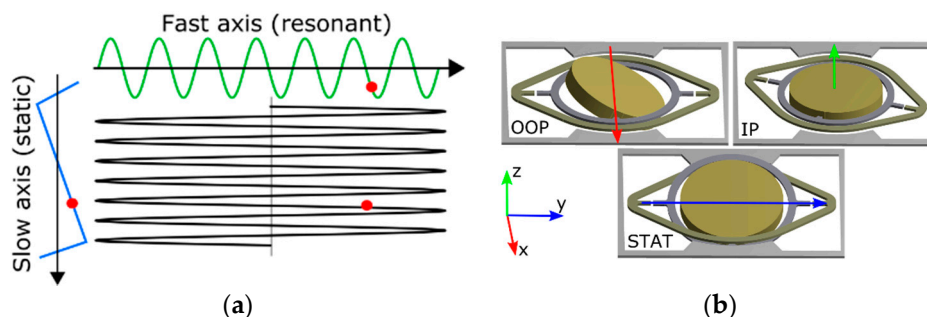 Fast axis (resonant)
Slow axis (static)
OOP
IP
STAT
z
y
x
(a)
(b)